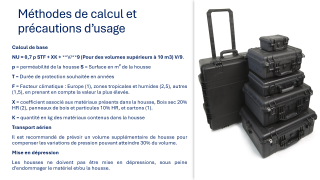 Méthodes de calcul et
précautions d'usage
Calcul de base
NU = 0,7 p STF + XK + (Pour des volumes supérieurs à 10 m3) V/9.
p = perméabilité de la housse S = Surface en m² de la housse
T = Durée de protection souhaitée en années
F = Facteur climatique : Europe (1), zones tropicales et humides (2,5), autres
(1,5), en prenant en compte la valeur la plus élevée.
X = coefficient associé aux matériaux présents dans la housse, Bois sec 20%
HR (2), panneaux de bois et particules 10% HR, et cartons (1).
K = quantité en kg des matériaux contenus dans la housse
Transport aérien
Il est recommandé de prévoir un volume supplémentaire de housse pour
compenser les variations de pression pouvant atteindre 30% du volume.
Mise en dépression
Les housses ne doivent pas être mise en dépressions, sous peine
d'endommager le matériel et/ou la housse.